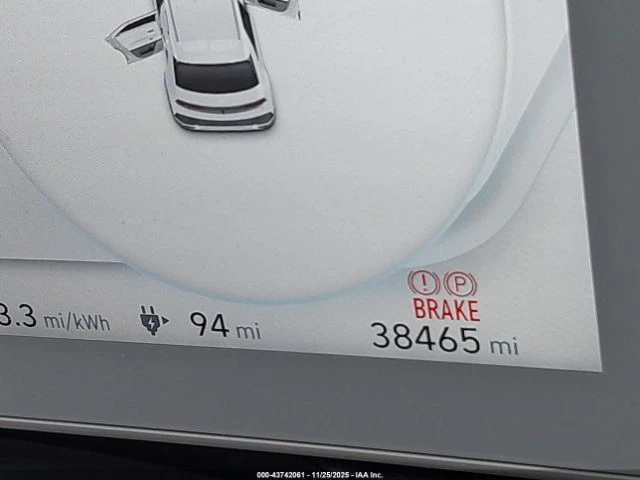 BRAKE
3.3 mi/kWh 94 mi 38465 mi
000-43742061 - 11/25/2025 - IAA Inc.